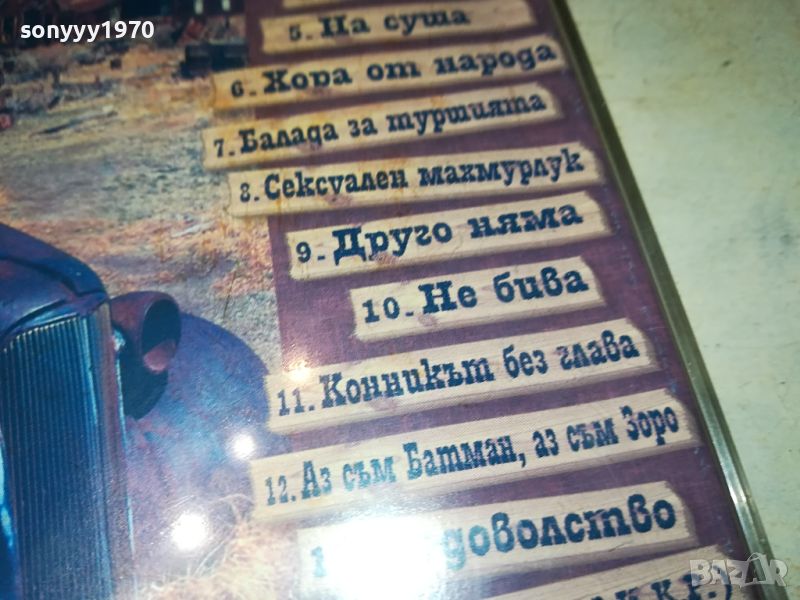 sonyyy1970
5. На суша
6. Хора от народа
7. Балада за туршията
8. Сексуален махмурлук
9. Друго няма
10. Не бива
11. Конникът без глава
12. Аз съм Батман, аз съм Зоро
доволство
и К.Г.)
BAZAR